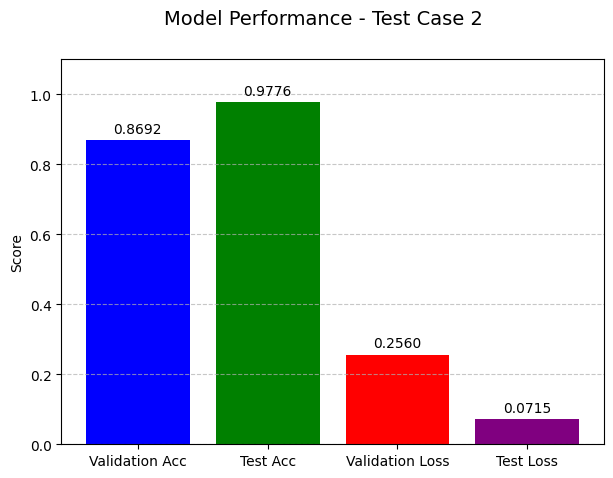 Model Performance - Test Case 2
1.0
0.8
0.6
0.4
0.2
0.0
Score
0.8692
0.9776
0.2560
0.0715
Validation Acc
Test Acc
Validation Loss
Test Loss